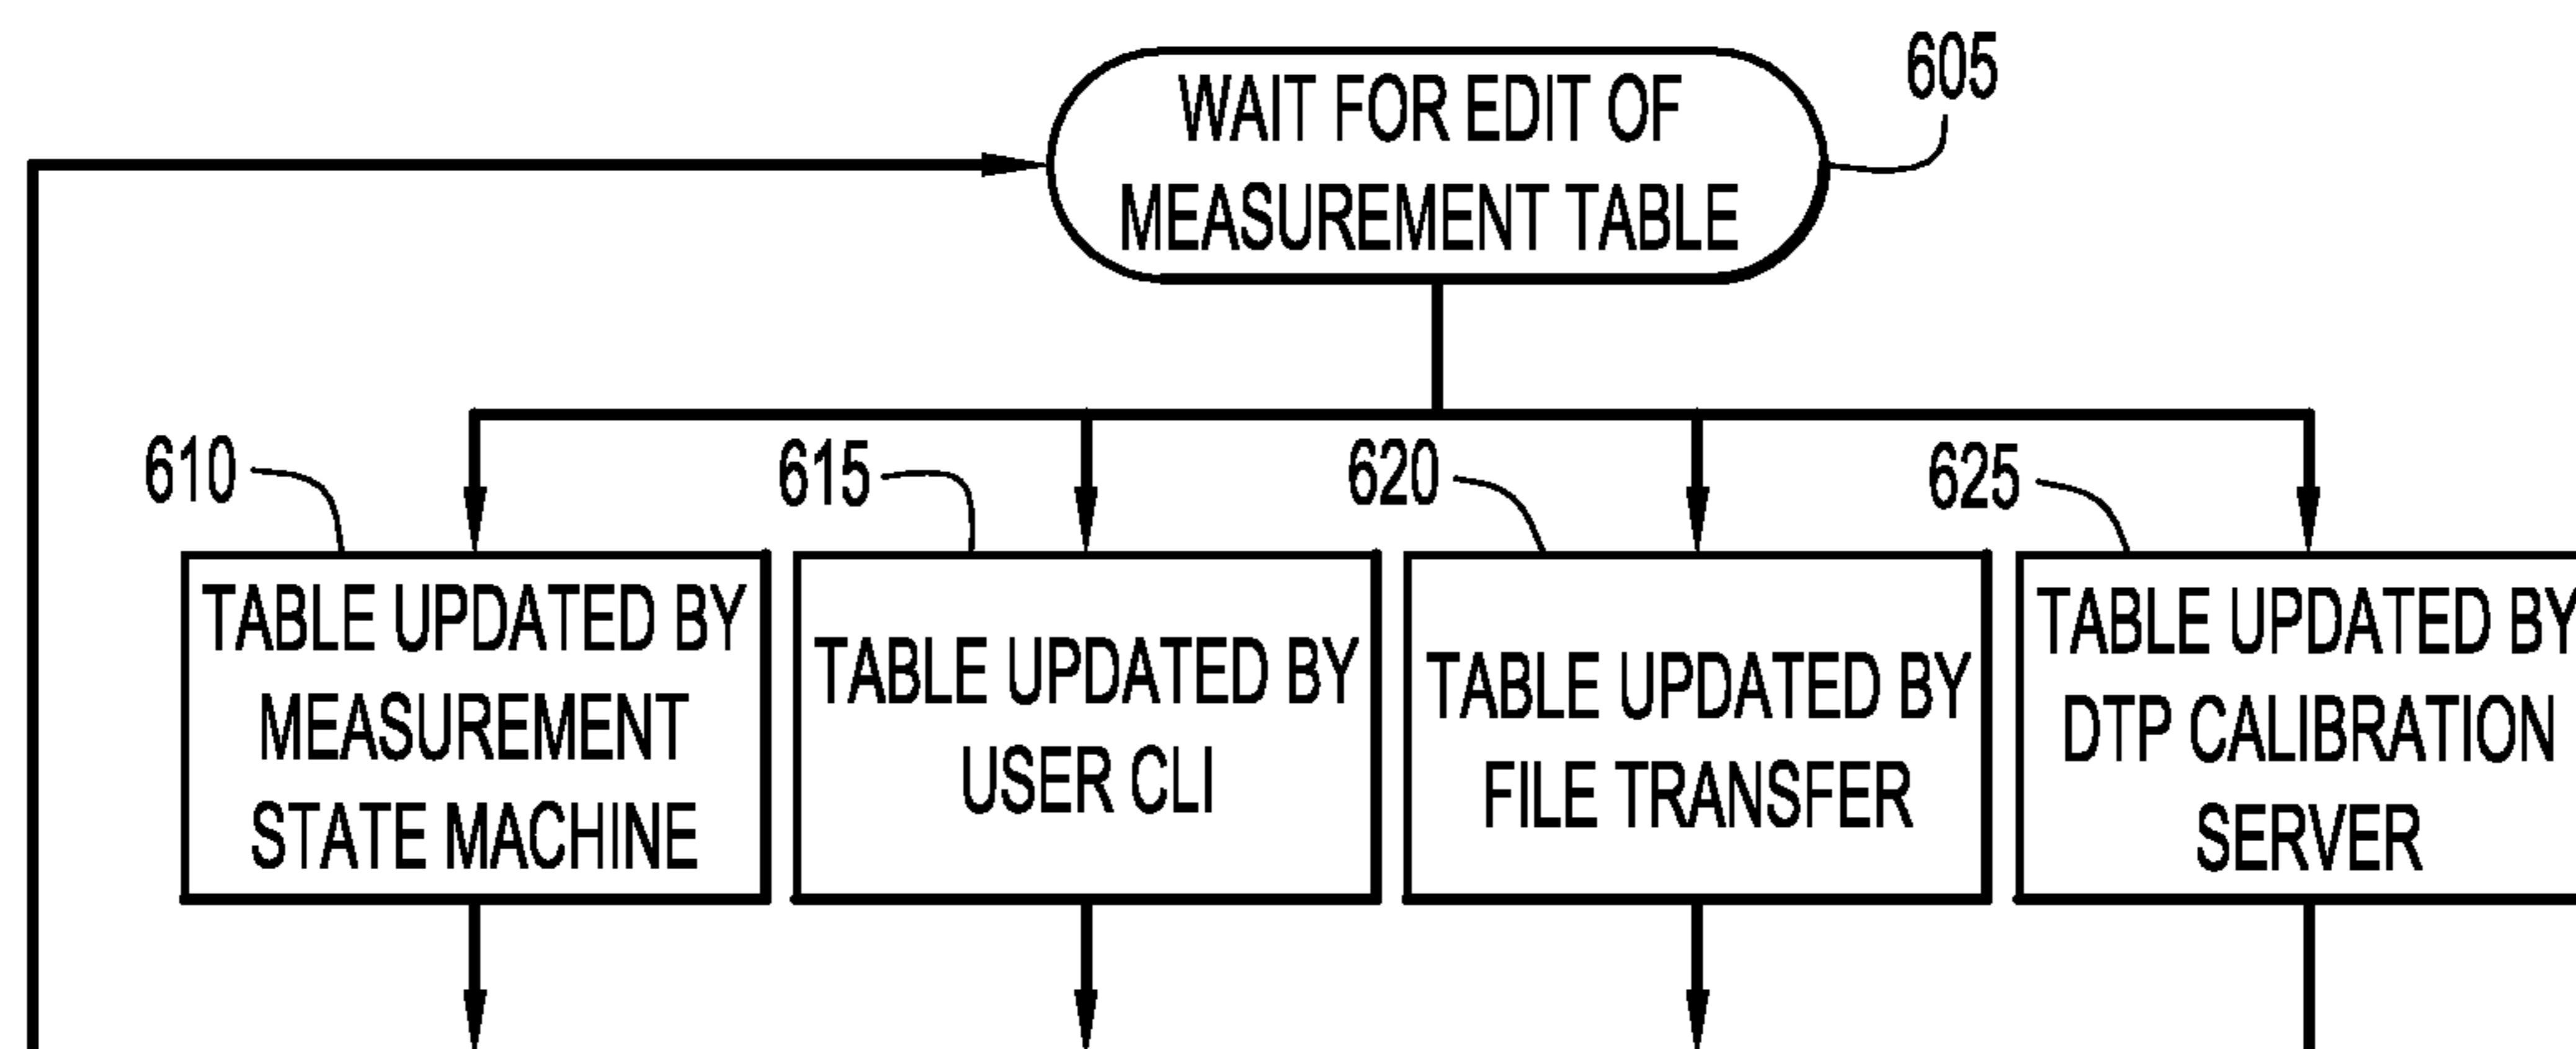 WAIT FOR EDIT OF
MEASUREMENT TABLE
605
610
TABLE UPDATED BY
MEASUREMENT
STATE MACHINE
615
TABLE UPDATED BY
USER CLI
620
TABLE UPDATED BY
FILE TRANSFER
625
TABLE UPDATED BY
DTP CALIBRATION
SERVER